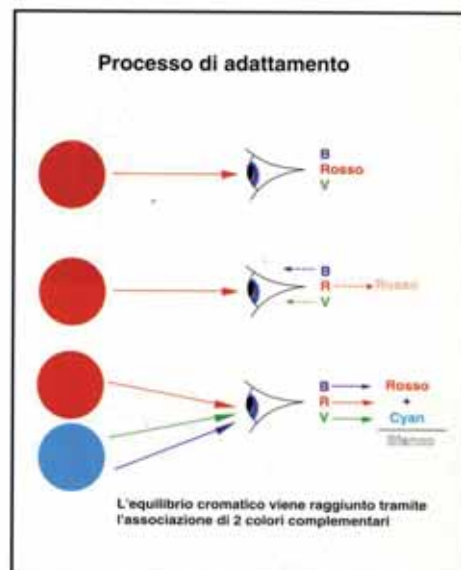 Processo di adattamento
B
Rosso
V
B
R Rosso
V
B Rosso
R +
V Cyan
Bianco
L'equilibrio cromatico viene raggiunto tramite
l'associazione di 2 colori complementari